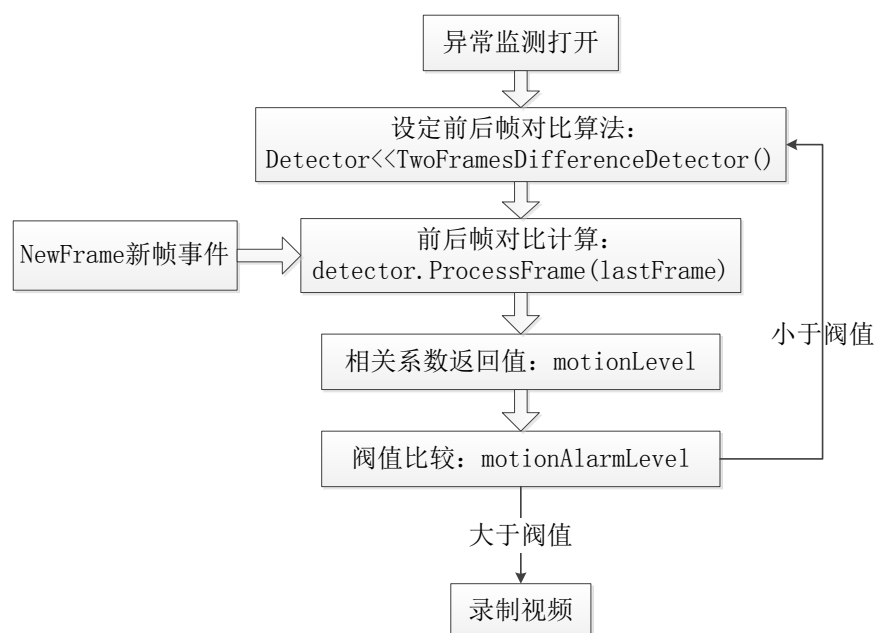 异常监测打开
设定前后帧对比算法：
Detector<<TwoFramesDifferenceDetector()
NewFrame新帧事件
前后帧对比计算：
detector.ProcessFrame(lastFrame)
小于阀值
相关系数返回值：motionLevel
阀值比较：motionAlarmLevel
大于阀值
录制视频